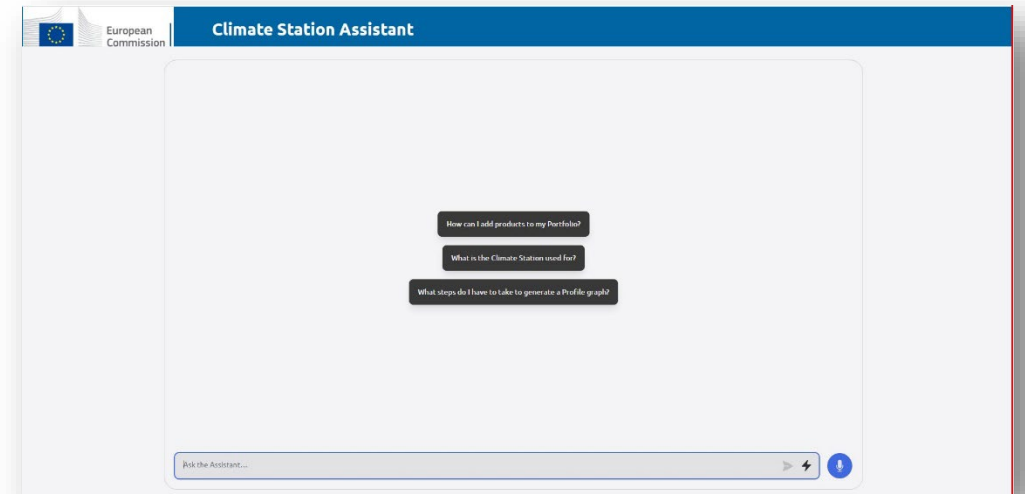 European
Commission
Climate Station Assistant
How can I add products to my Portfolio?
What is the Climate Station used for?
What steps do I have to take to generate a Profile graph?
Ask the Assistant...